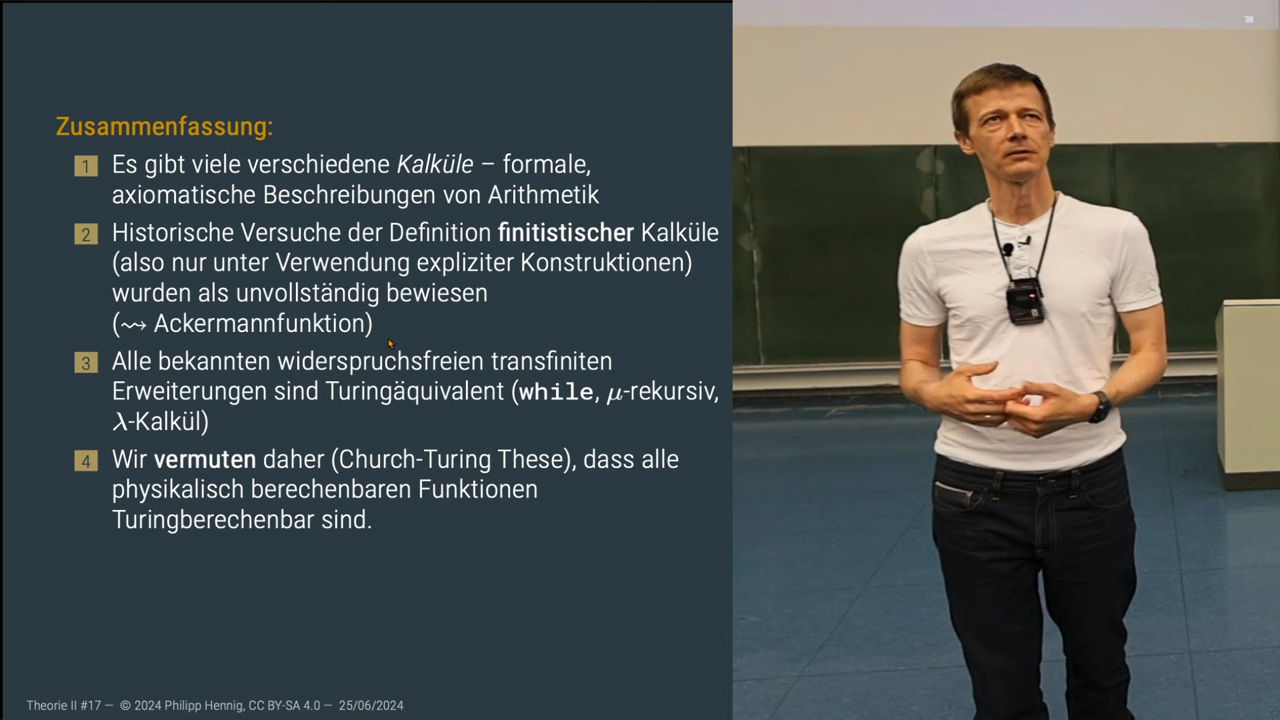 Zusammenfassung:
1 Es gibt viele verschiedene Kalküle – formale,
axiomatische Beschreibungen von Arithmetik
2 Historische Versuche der Definition finitistischer Kalküle
(also nur unter Verwendung expliziter Konstruktionen)
wurden als unvollständig bewiesen
(⇝ Ackermannfunktion)
3 Alle bekannten widerspruchsfreien transfiniten
Erweiterungen sind Turingäquivalent (while, μ-rekursiv,
λ-Kalkül)
4 Wir vermuten daher (Church-Turing These), dass alle
physikalisch berechenbaren Funktionen
Turingberechenbar sind.
Theorie II #17 — © 2024 Philipp Hennig, CC BY-SA 4.0 — 25/06/2024